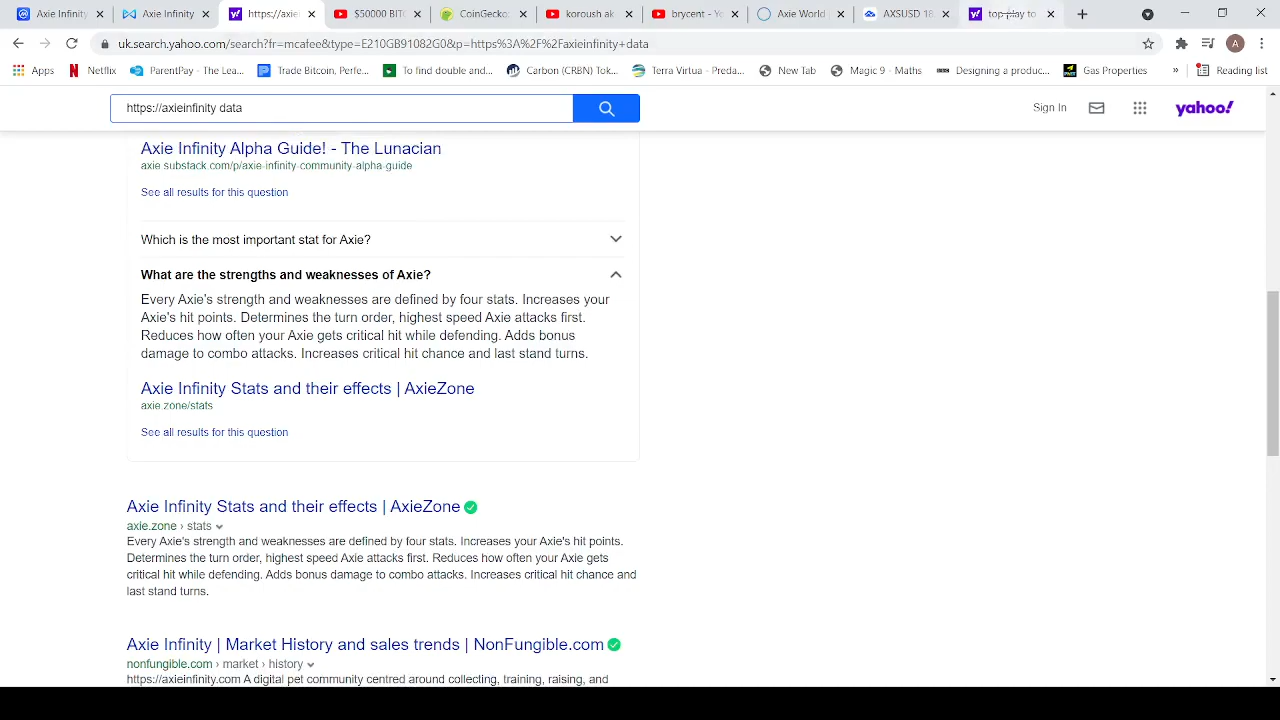 Axie Infinity
Axie Infinity
https://axiei
$50000 BIT
CoinGecko:
koroush ak
brycent - Yo
Axie World
AXSUSD 1
uk.search.yahoo.com/search?fr=mcafee&type=E210GB91082G0&p=https%3A%2F%2Faxieinfinity+data
A
Apps
Netflix
ParentPay - The Lea...
Trade Bitcoin, Perfe...
To find double and...
Carbon (CRBN) Tok...
Terra Virtua - Preda...
New Tab
Magic 9 - Maths
Designing a produc...
Gas Properties
»
Reading list
https://axieinfinity data
Sign In
yahoo!
Axie Infinity Alpha Guide! - The Lunacian
axie.substack.com/p/axie-infinity-community-alpha-guide
See all results for this question
Which is the most important stat for Axie?
What are the strengths and weaknesses of Axie?
Every Axie's strength and weaknesses are defined by four stats. Increases your
Axie's hit points. Determines the turn order, highest speed Axie attacks first.
Reduces how often your Axie gets critical hit while defending. Adds bonus
damage to combo attacks. Increases critical hit chance and last stand turns.
Axie Infinity Stats and their effects | AxieZone
axie.zone/stats
See all results for this question
Axie Infinity Stats and their effects | AxieZone
axie.zone › stats
Every Axie's strength and weaknesses are defined by four stats. Increases your Axie's hit points.
Determines the turn order, highest speed Axie attacks first. Reduces how often your Axie gets
critical hit while defending. Adds bonus damage to combo attacks. Increases critical hit chance and
last stand turns.
Axie Infinity | Market History and sales trends | NonFungible.com
nonfungible.com › market › history
https://axieinfinity.com A digital pet community centred around collecting, training, raising, and